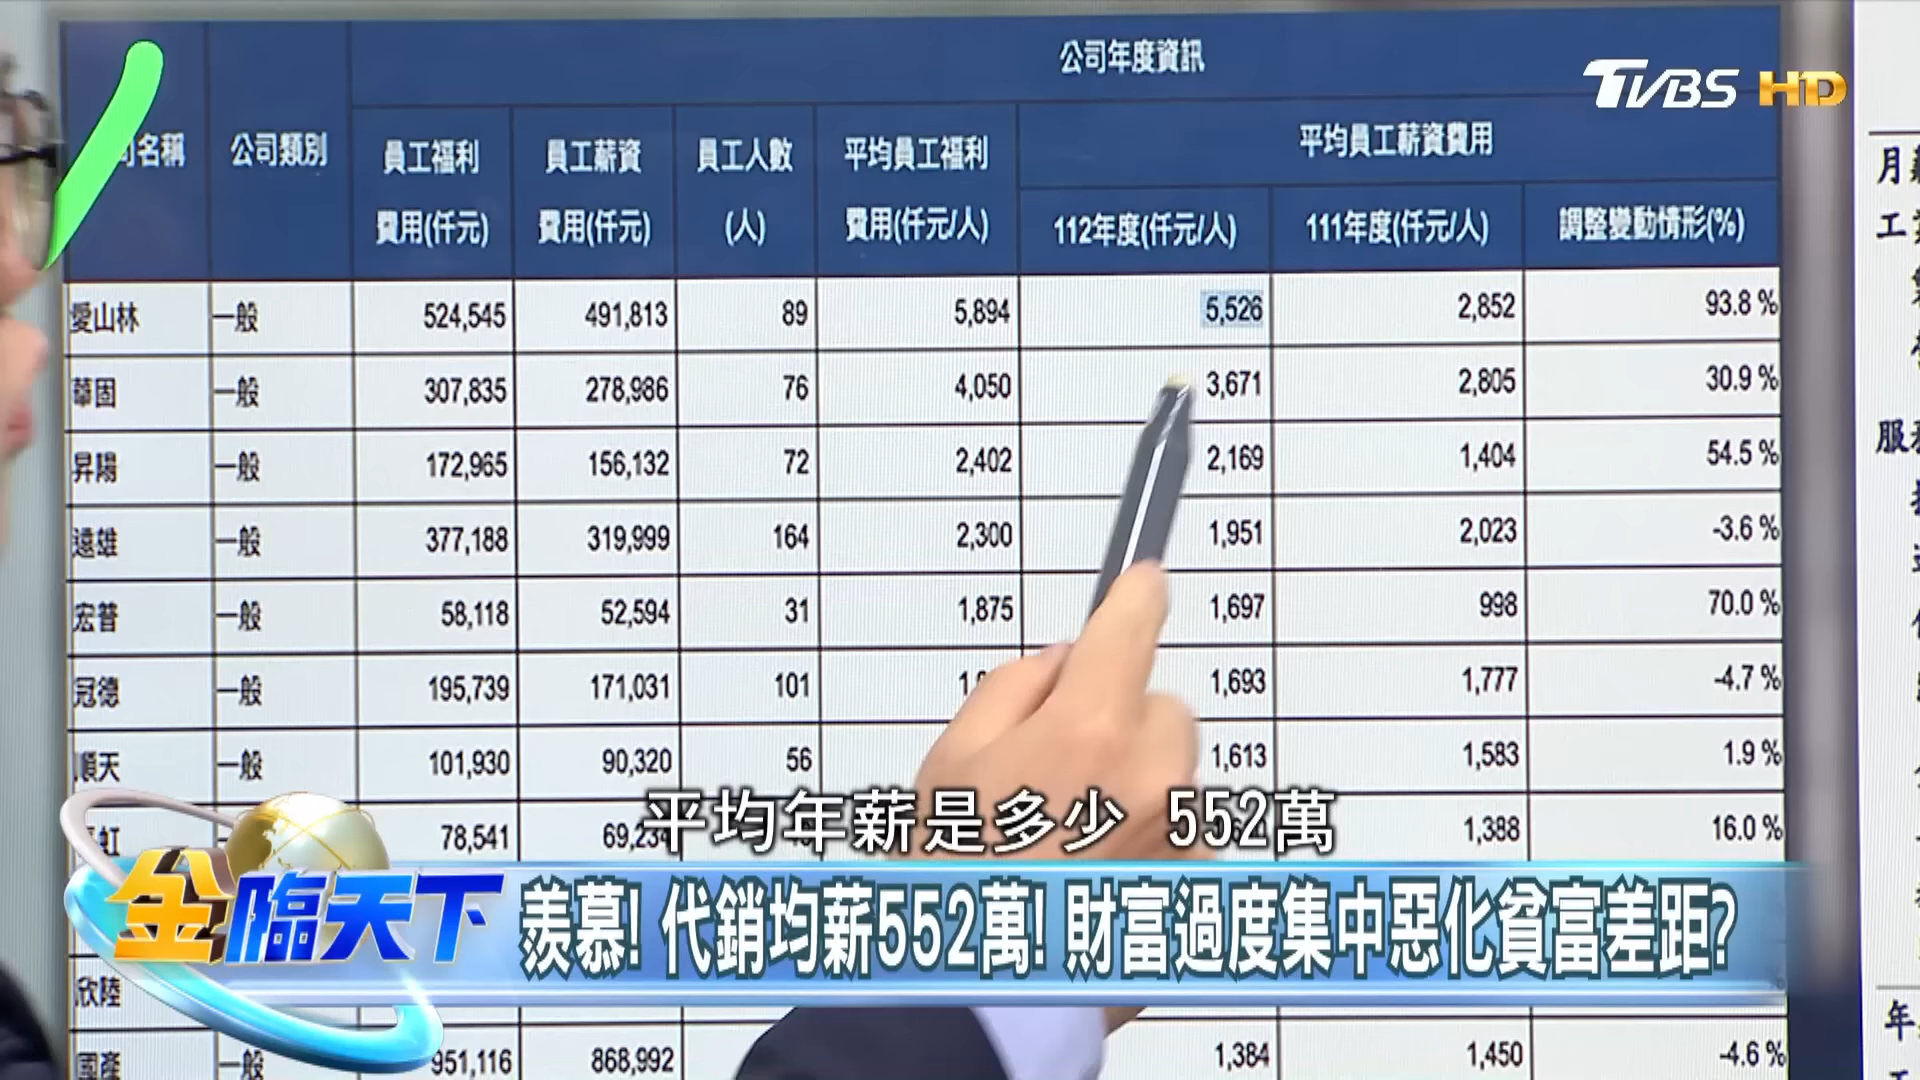 TVBS HD
公司年度資訊
司名稱 公司類別 員工福利費用(仟元) 員工薪資費用(仟元) 員工人數(人) 平均員工福利費用(仟元/人) 平均員工薪資費用
112年度(仟元/人) 111年度(仟元/人) 調整變動情形(%)
愛山林 一般 524,545 491,813 89 5,894 5,526 2,852 93.8 %
華固 一般 307,835 278,986 76 4,050 3,671 2,805 30.9 %
昇陽 一般 172,965 156,132 72 2,402 2,169 1,404 54.5 %
遠雄 一般 377,188 319,999 164 2,300 1,951 2,023 -3.6 %
宏普 一般 58,118 52,594 31 1,875 1,697 998 70.0 %
冠德 一般 195,739 171,031 101 1,693 1,777 -4.7 %
順天 一般 101,930 90,320 56 1,613 1,583 1.9 %
虹 78,541 1,388 16.0 %
平均年薪是多少 552萬
金臨天下
羨慕! 代銷均薪552萬! 財富過度集中惡化貧富差距?
欣陸
國產 一般 951,116 868,992 1,384 1,450 -4.6 %
月
工
服
年